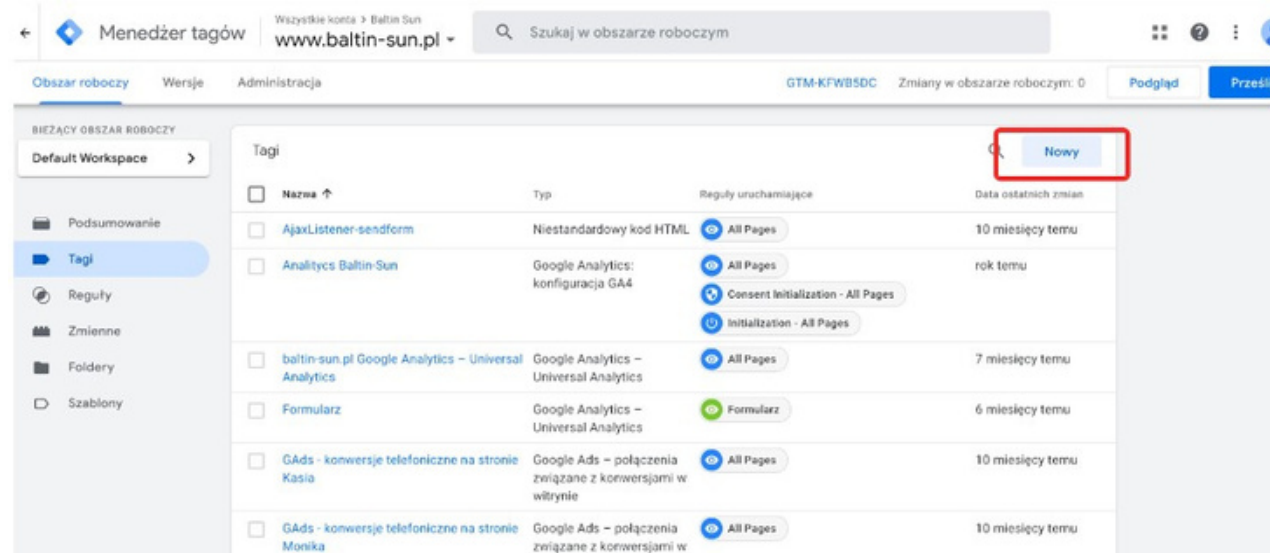 Menedżer tagów
Wszystkie konta > Baltin Sun
www.baltin-sun.pl
Szukaj w obszarze roboczym
Obszar roboczy Wersje Administracja GTM-KFWB5DC Zmiany w obszarze roboczym: 0 Podgląd Prześli
BIEŻĄCY OBSZAR ROBOCZY
Default Workspace
Podsumowanie
Tagi
Reguły
Zmienne
Foldery
Szablony
Tagi Nowy
Nazwa ↑ Typ Reguły uruchamiające Data ostatnich zmian
AjaxListener-sendform Niestandardowy kod HTML All Pages 10 miesięcy temu
Analitycs Baltin-Sun Google Analytics: All Pages rok temu
konfiguracja GA4 Consent Initialization - All Pages
Initialization - All Pages
baltin-sun.pl Google Analytics – Universal Google Analytics – All Pages 7 miesięcy temu
Analytics Universal Analytics
Formularz Google Analytics – Formularz 6 miesięcy temu
Universal Analytics
GAds - konwersje telefoniczne na stronie Google Ads – połączenia All Pages 10 miesięcy temu
Kasia związane z konwersjami w
witrynie
GAds - konwersje telefoniczne na stronie Google Ads – połączenia All Pages 10 miesięcy temu
Monika związane z konwersjami w